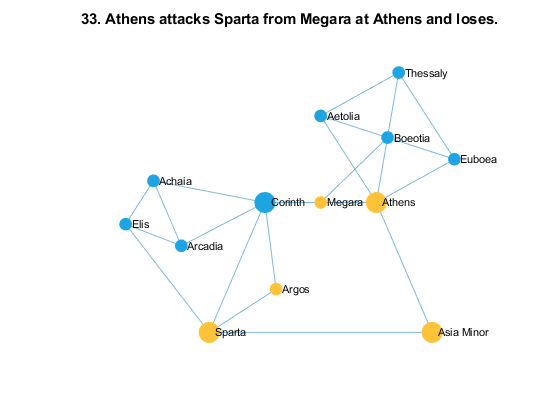 33. Athens attacks Sparta from Megara at Athens and loses.
Thessaly
Aetolia
Boeotia
Euboea
Achaia
Corinth
Megara
Athens
Elis
Arcadia
Argos
Sparta
Asia Minor